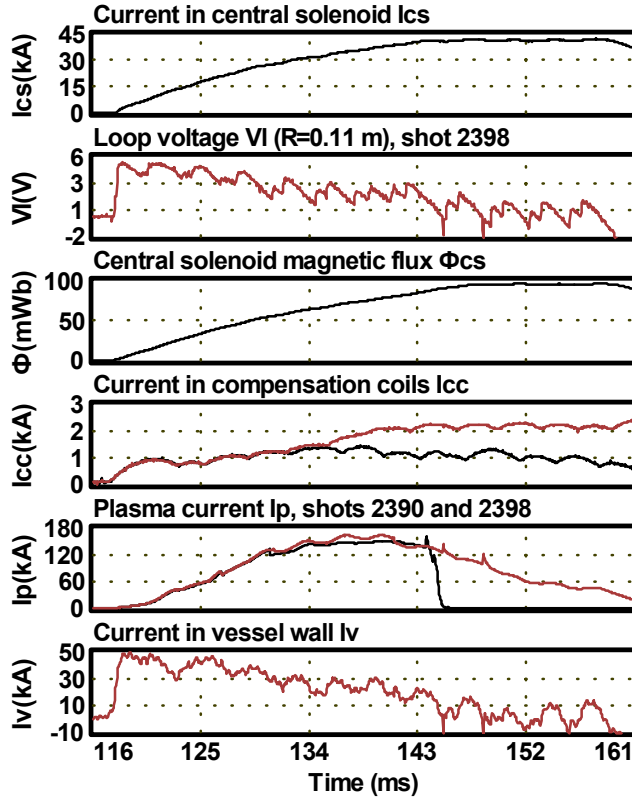 Current in central solenoid Ics
Ics(kA)
45
30
15
0
Loop voltage Vl (R=0.11 m), shot 2398
Vl(V)
6
3
1
-2
Central solenoid magnetic flux Φcs
Φ(mWb)
100
50
0
Current in compensation coils Icc
Icc(kA)
3
2
1
0
Plasma current Ip, shots 2390 and 2398
Ip(kA)
180
120
60
0
Current in vessel wall Iv
Iv(kA)
50
30
10
-10
116 125 134 143 152 161
Time (ms)